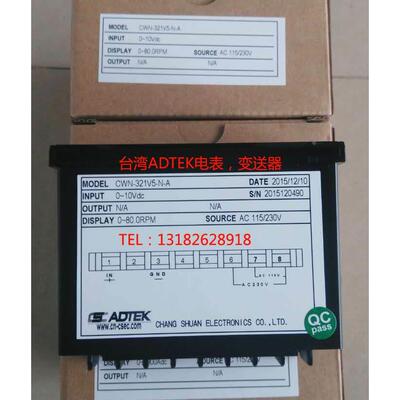 MODEL CWN-321V5-N-A
INPUT 0~10Vdc
DISPLAY 0~80.0RPM SOURCE AC 115/230V
OUTPUT N/A N/A
台湾ADTEK电表，变送器
MODEL CWN-321V5-N-A DATE 2015/12/10
INPUT 0~10Vdc S/N 2015120490
OUTPUT N/A N/A
DISPLAY 0~80.0RPM SOURCE AC 115/230V
TEL：13182628918
1 2 3 4 5 6 7 8
IN + GND AC 115V
AC 230V
ADTEK
www.cn-csec.com
CHANG SHUAN ELECTRONICS CO.,LTD.
QC pass